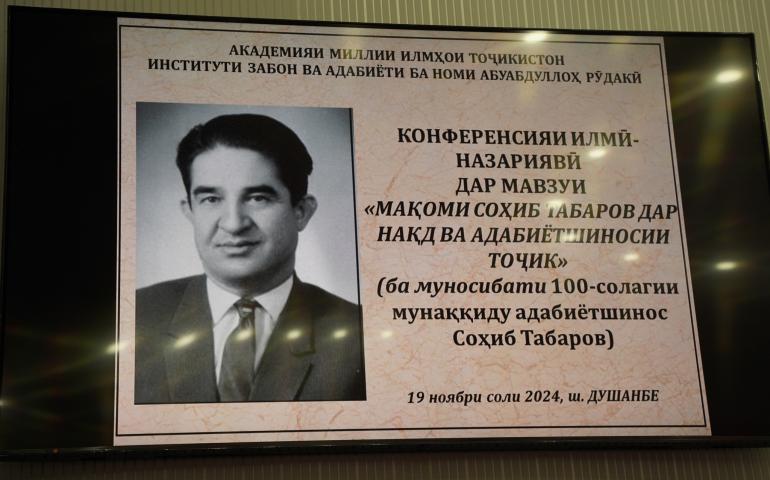 АКАДЕМИЯИ МИЛЛИИ ИЛМҲОИ ТОҶИКИСТОН
ИНСТИТУТИ ЗАБОН ВА АДАБИЁТИ БА НОМИ АБУАБДУЛЛОҲ РӮДАКӢ
КОНФЕРЕНСИЯИ ИЛМӢ-
НАЗАРИЯВӢ
ДАР МАВЗУИ
«МАҚОМИ СОҲИБ ТАБАРОВ ДАР
НАҚД ВА АДАБИЁТШИНОСИИ
ТОҶИК»
(ба муносибати 100-солагии
мунаққиду адабиётшинос
Соҳиб Табаров)
19 ноябри соли 2024, ш. ДУШАНБЕ